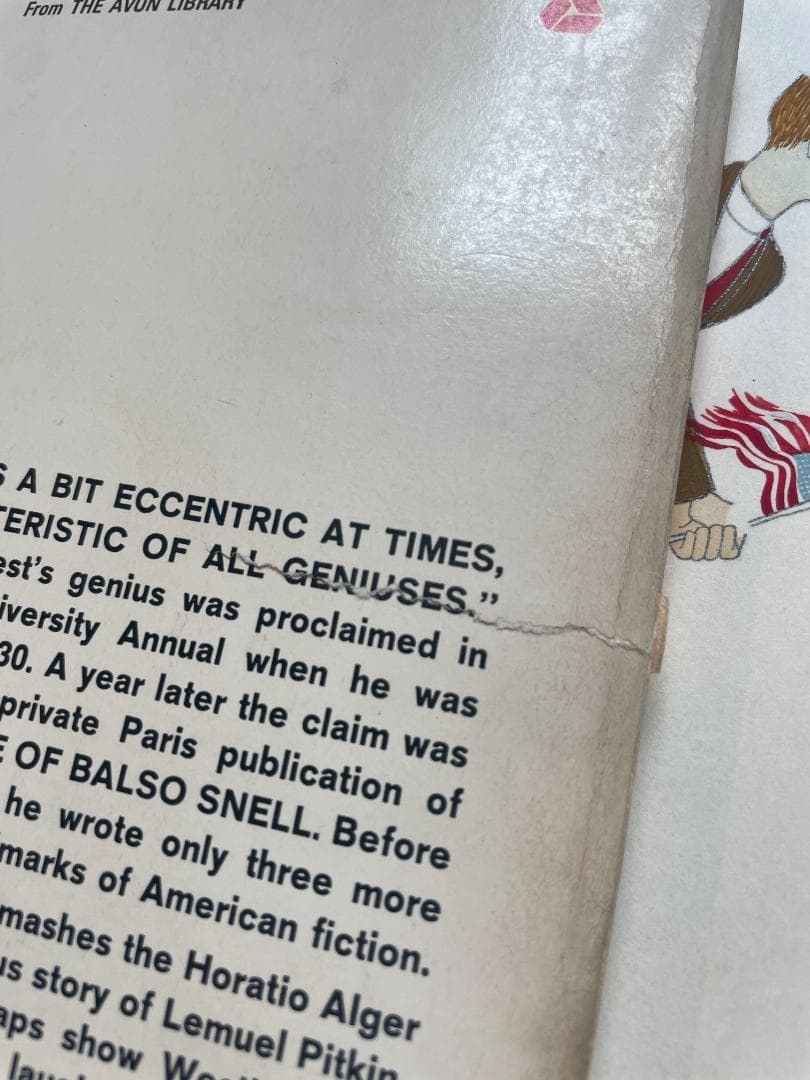 From THE AVON LIBRARY
A BIT ECCENTRIC AT TIMES,
TERISTIC OF ALL GENIUSES.”
est's genius was proclaimed in
iversity Annual when he was
30. A year later the claim was
private Paris publication of
OF BALSO SNELL. Before
he wrote only three more
marks of American fiction.
mashes the Horatio Alger
us story of Lemuel Pitkin
aps show